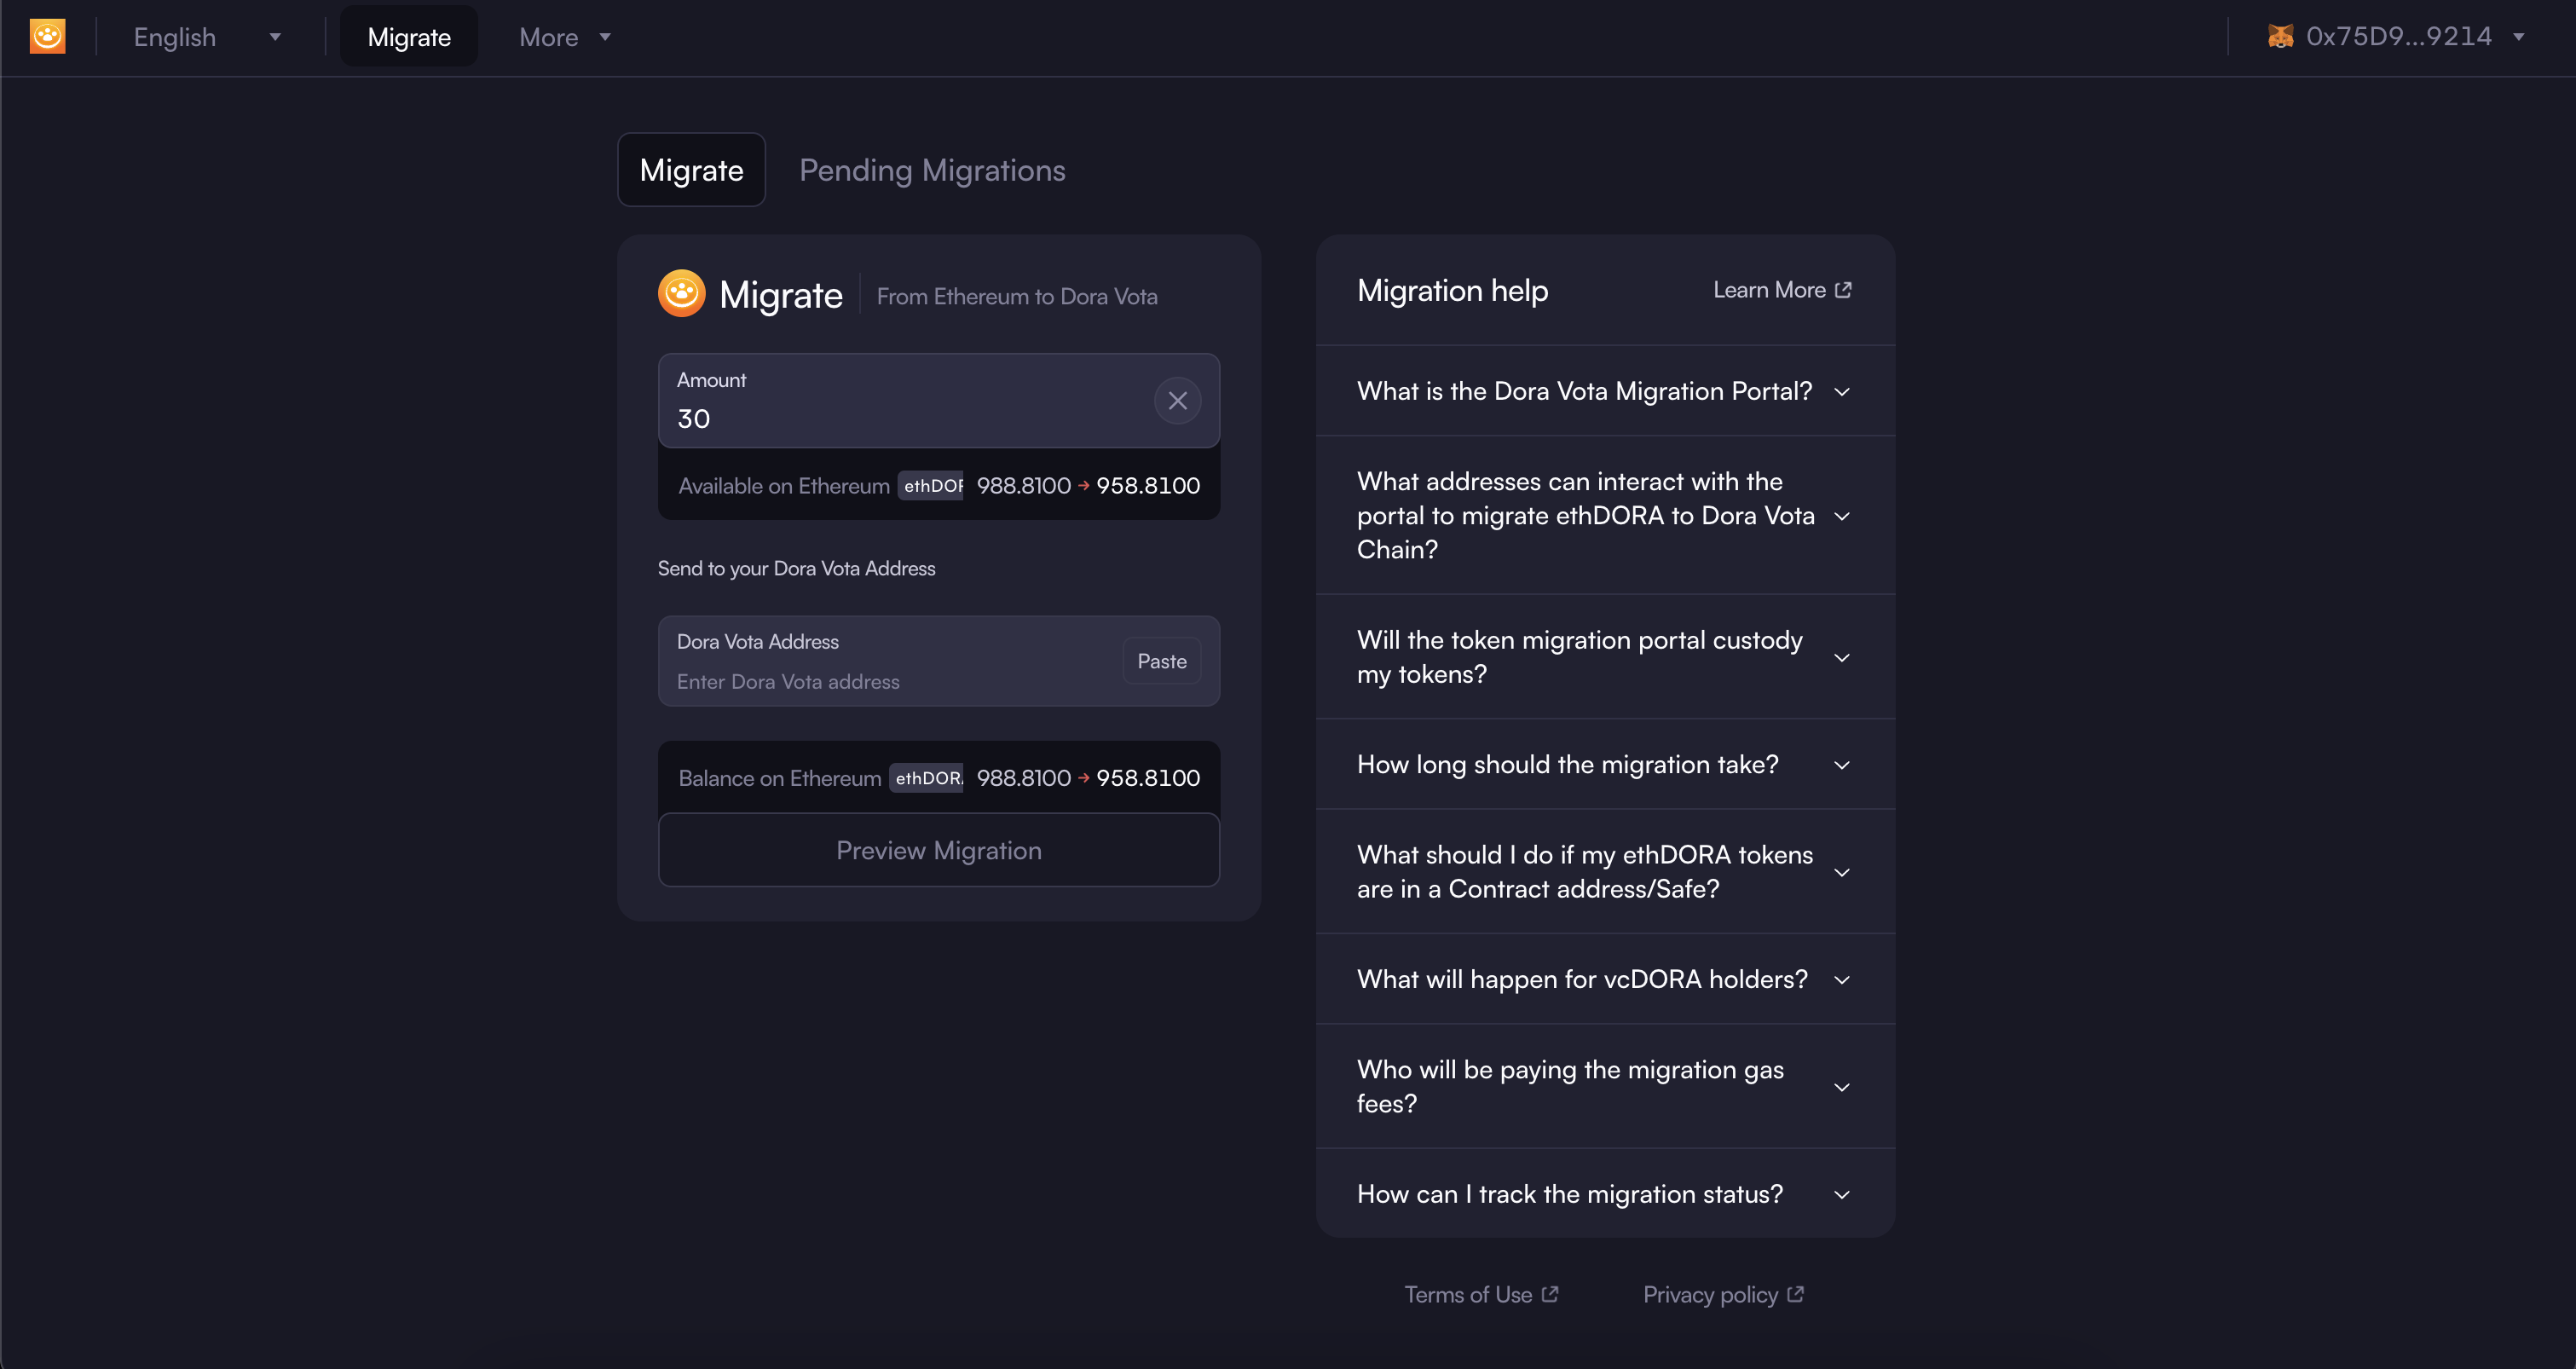 English
Migrate
More
0x75D9...9214
Migrate
Pending Migrations
Migrate
From Ethereum to Dora Vota
Amount
30
Available on Ethereum ethDOR 988.8100 → 958.8100
Send to your Dora Vota Address
Dora Vota Address
Enter Dora Vota address
Paste
Balance on Ethereum ethDOR 988.8100 → 958.8100
Preview Migration
Migration help
Learn More
What is the Dora Vota Migration Portal?
What addresses can interact with the
portal to migrate ethDORA to Dora Vota
Chain?
Will the token migration portal custody
my tokens?
How long should the migration take?
What should I do if my ethDORA tokens
are in a Contract address/Safe?
What will happen for vcDORA holders?
Who will be paying the migration gas
fees?
How can I track the migration status?
Terms of Use
Privacy policy